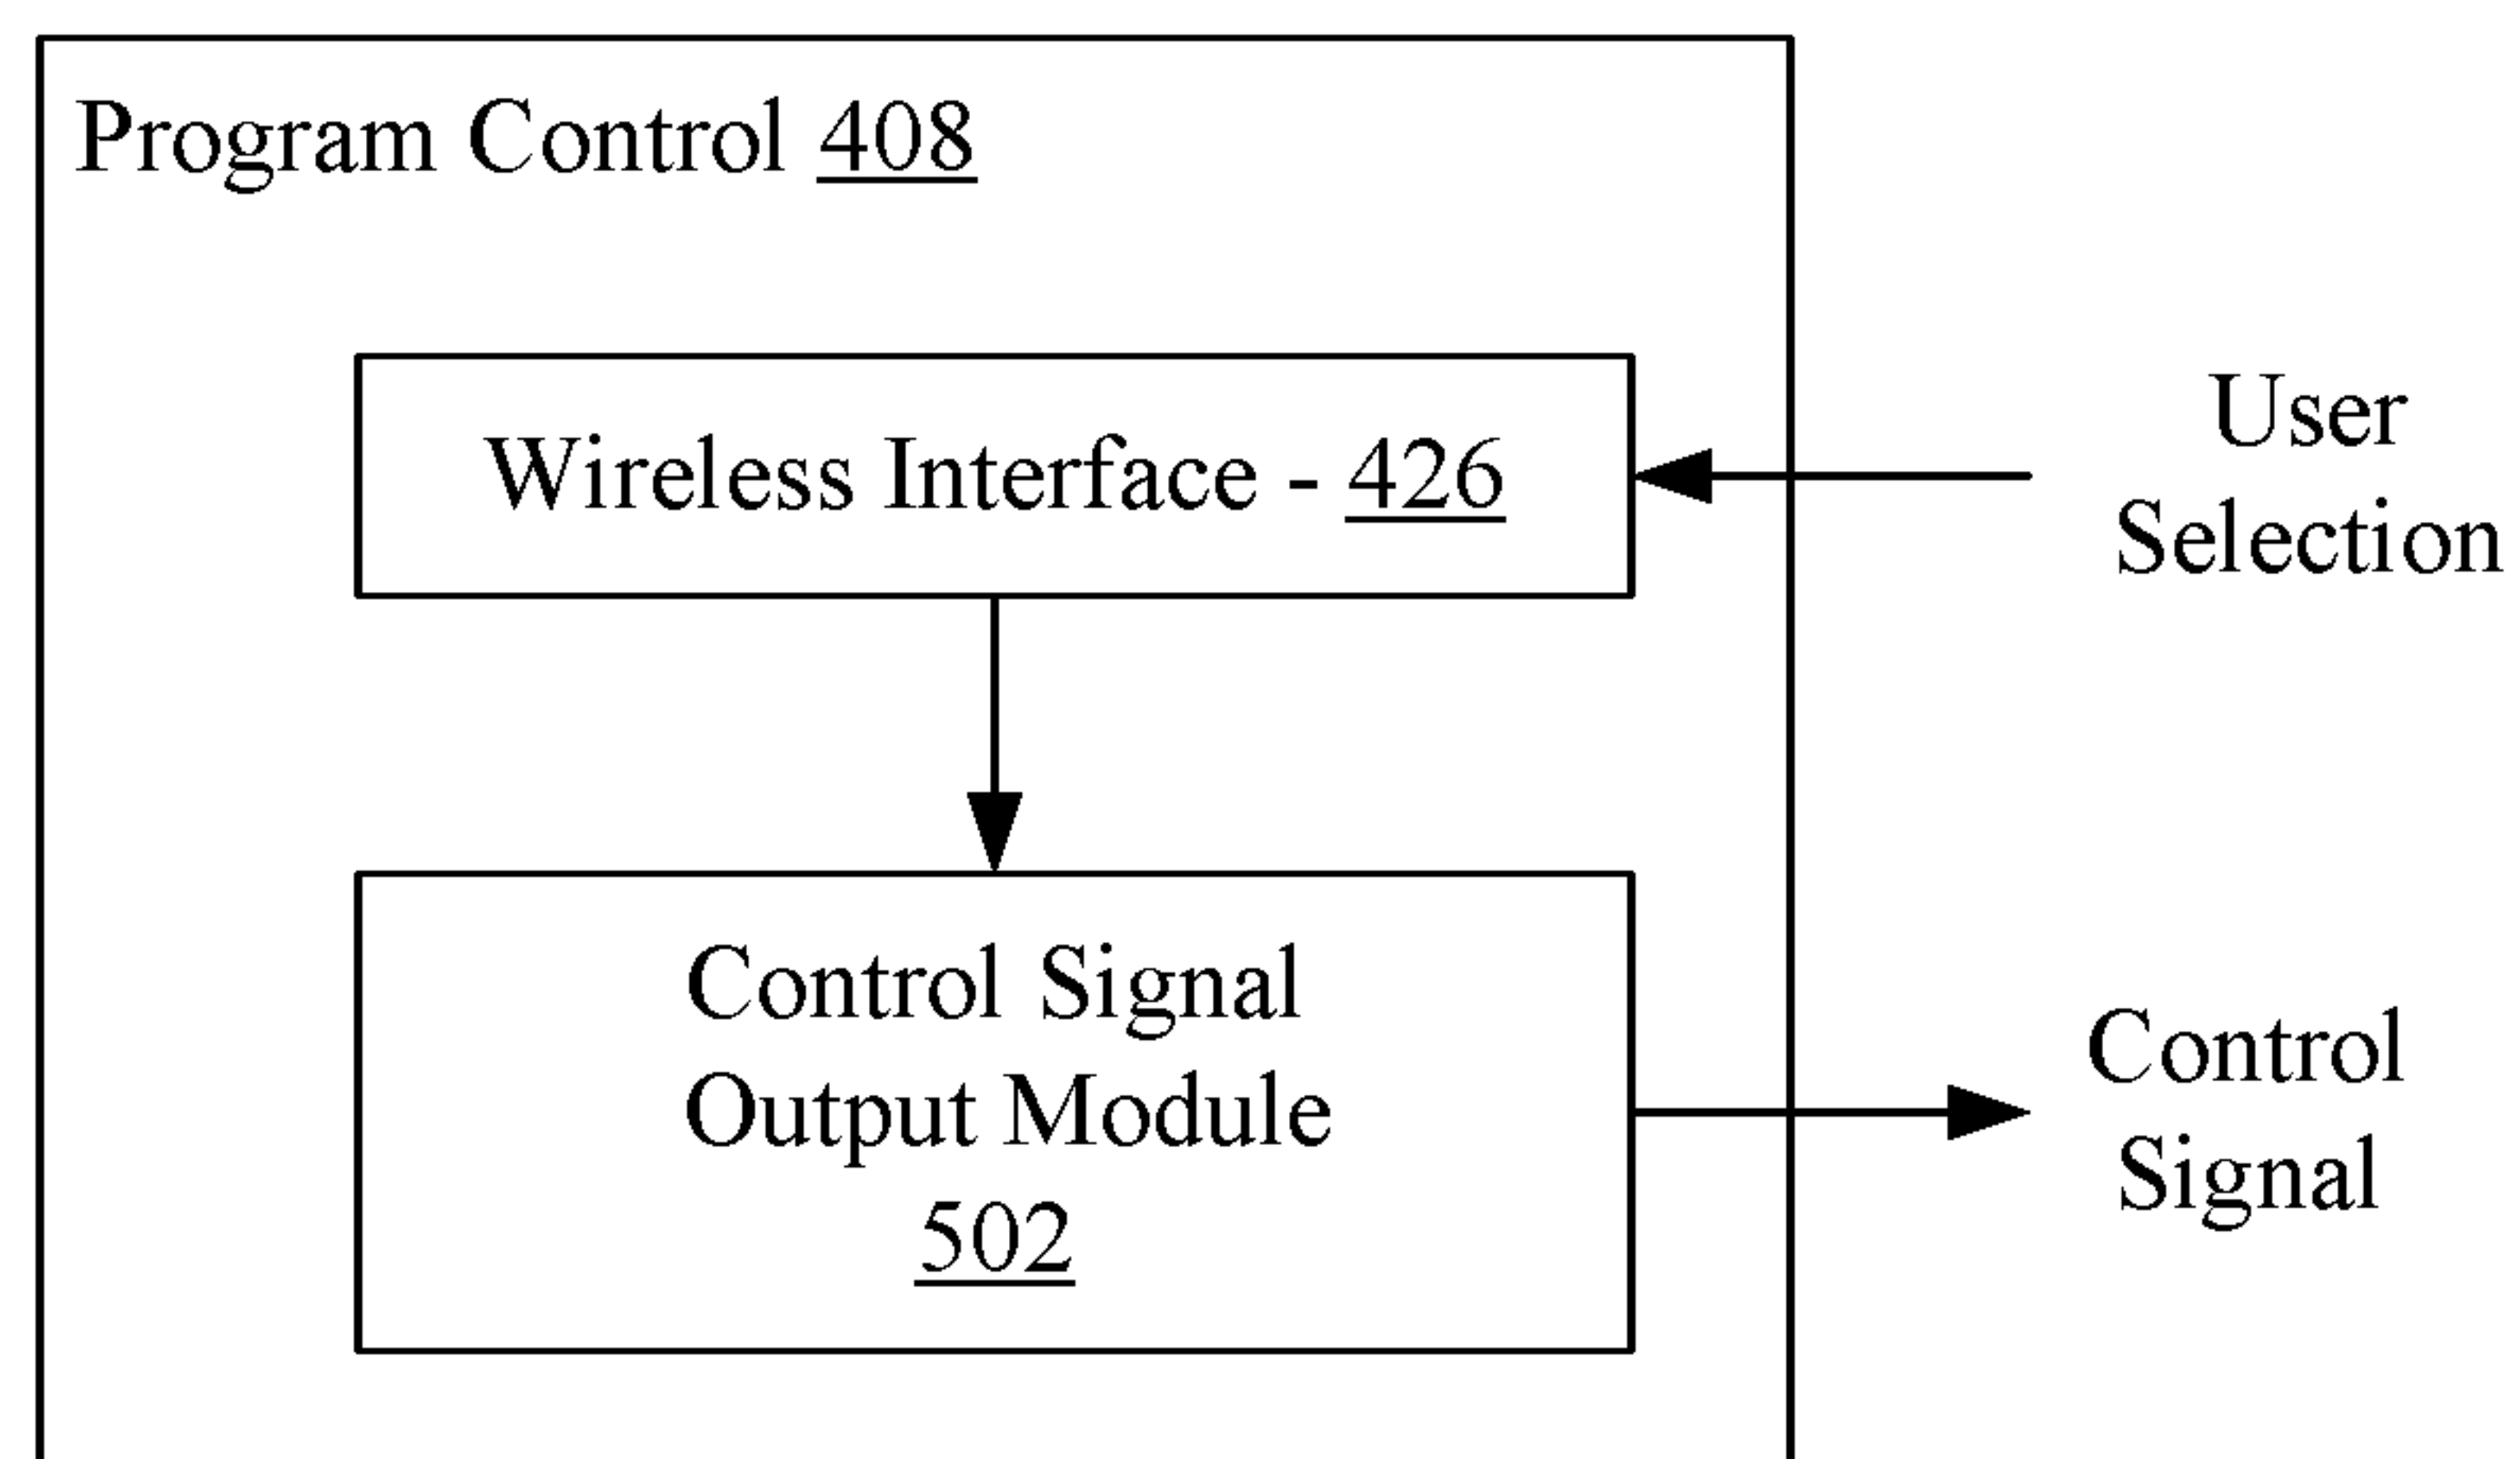 Program Control 408
Wireless Interface - 426
User
Selection
Control Signal
Output Module
502
Control
Signal